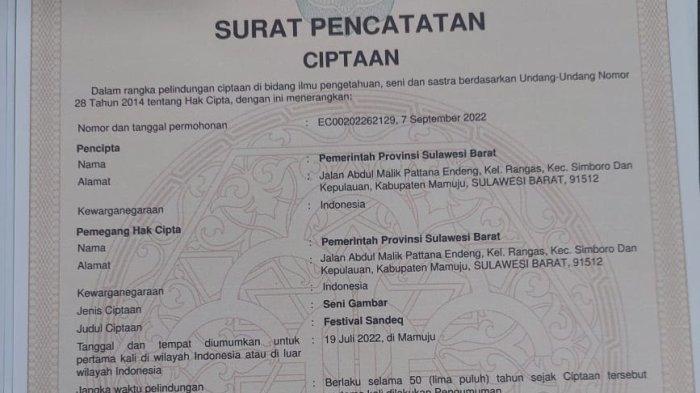 SURAT PENCATATAN
CIPTAAN
Dalam rangka pelindungan ciptaan di bidang ilmu pengetahuan, seni dan sastra berdasarkan Undang-Undang Nomor
28 Tahun 2014 tentang Hak Cipta, dengan ini menerangkan:
Nomor dan tanggal permohonan : EC00202262129, 7 September 2022
Pencipta
Nama : Pemerintah Provinsi Sulawesi Barat
Alamat : Jalan Abdul Malik Pattana Endeng, Kel. Rangas, Kec. Simboro Dan
Kepulauan, Kabupaten Mamuju, SULAWESI BARAT, 91512
Kewarganegaraan : Indonesia
Pemegang Hak Cipta
Nama : Pemerintah Provinsi Sulawesi Barat
Alamat : Jalan Abdul Malik Pattana Endeng, Kel. Rangas, Kec. Simboro Dan
Kepulauan, Kabupaten Mamuju, SULAWESI BARAT, 91512
Kewarganegaraan : Indonesia
Jenis Ciptaan : Seni Gambar
Judul Ciptaan : Festival Sandeq
Tanggal dan tempat diumumkan untuk : 19 Juli 2022, di Mamuju
pertama kali di wilayah Indonesia atau di luar
wilayah Indonesia
Jangka waktu pelindungan : Berlaku selama 50 (lima puluh) tahun sejak Ciptaan tersebut
kali dilakukan Pengumuman